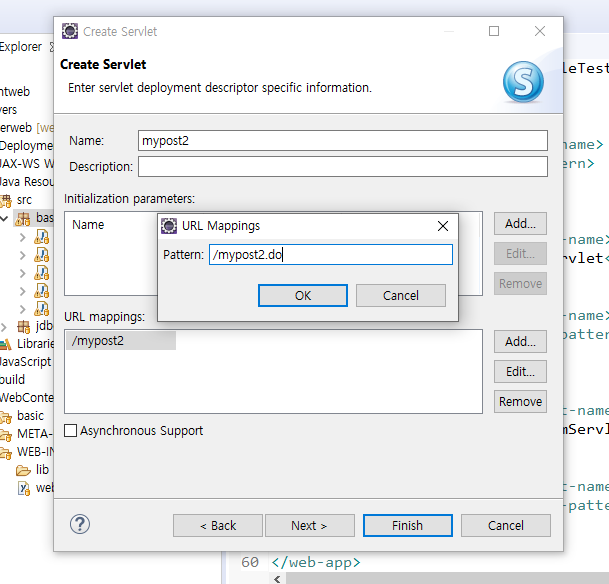 Create Servlet
Explorer
Create Servlet
Enter servlet deployment descriptor specific information.
S
Name:
mypost2
Description:
Initialization parameters:
Name
Add...
Edit...
Remove
URL Mappings
Pattern:
/mypost2.do
OK
Cancel
URL mappings:
/mypost2
Add...
Edit...
Remove
Asynchronous Support
?
< Back
Next >
Finish
Cancel
ntweb
vers
erweb [we
Deployme
JAX-WS W
Java Resou
src
bas
jdb
Librarie
JavaScript
build
WebConte
basic
META-
WEB-IN
lib
web
leTest
name>
ern>
-name>
rvlet<
-name>
pattern
t-name>
mServl
t-name
-patter
60 </web-app>